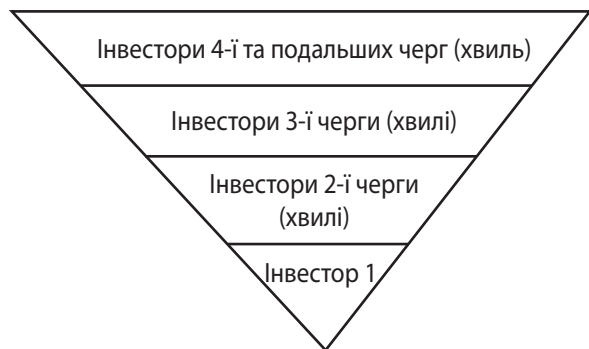 Інвестори 4-ї та подальших черг (хвиль)
Інвестори 3-ї черги (хвилі)
Інвестори 2-ї черги
(хвилі)
Інвестор 1